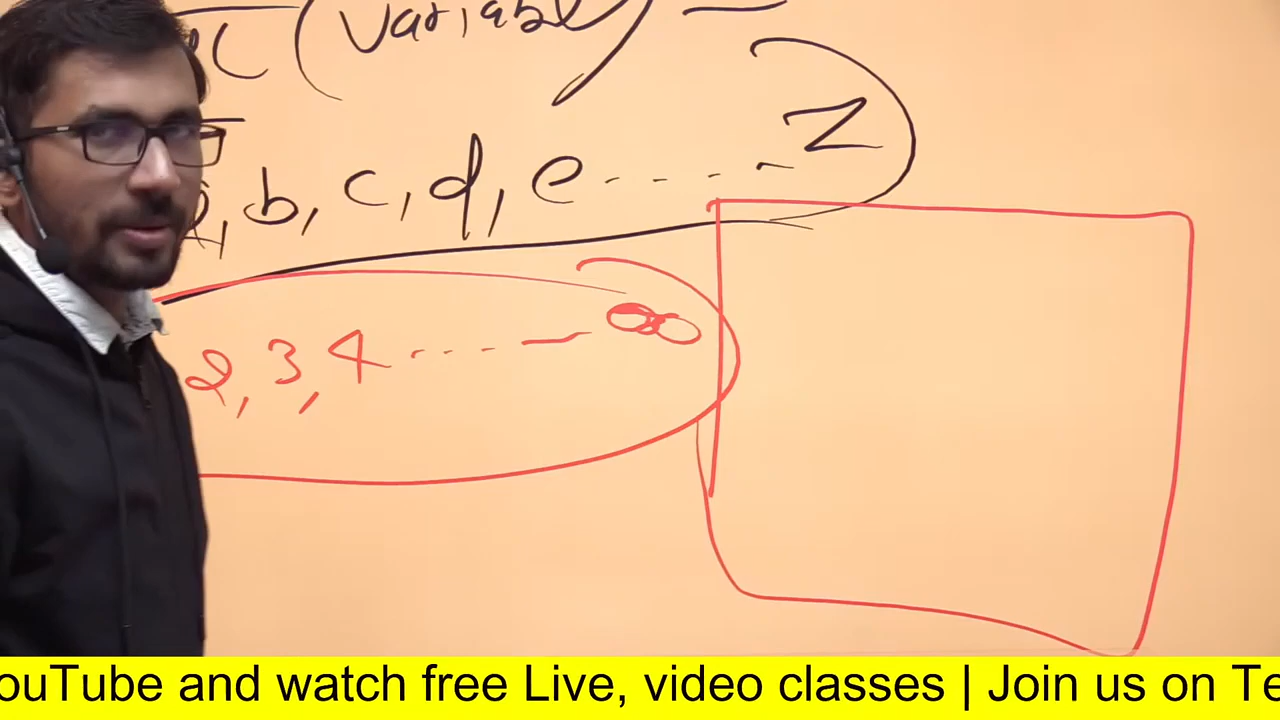 (Variable)
a, b, c, d, e - - - - . Z
2, 3, 4 - - - - — ∞
ouTube and watch free Live, video classes | Join us on Te